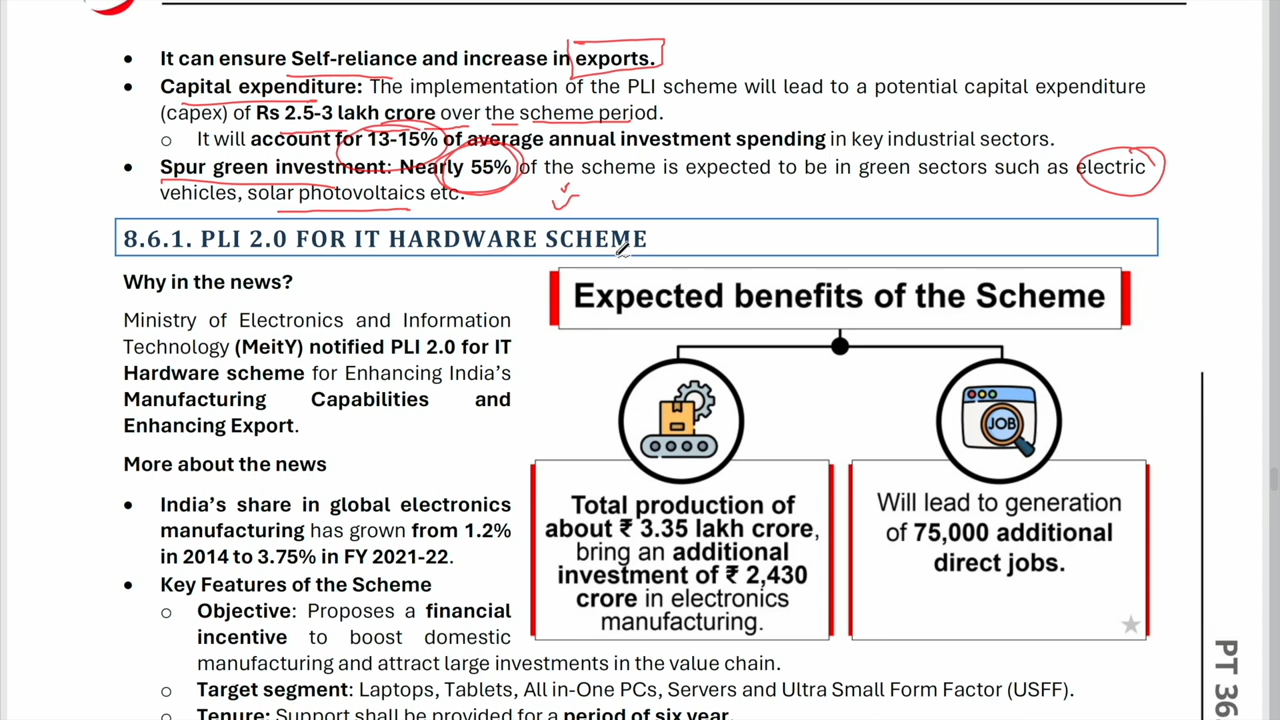 • It can ensure Self-reliance and increase in exports.
• Capital expenditure: The implementation of the PLI scheme will lead to a potential capital expenditure
(capex) of Rs 2.5-3 lakh crore over the scheme period.
o It will account for 13-15% of average annual investment spending in key industrial sectors.
• Spur green investment: Nearly 55% of the scheme is expected to be in green sectors such as electric
vehicles, solar photovoltaics etc.
8.6.1. PLI 2.0 FOR IT HARDWARE SCHEME
Why in the news?
Ministry of Electronics and Information
Technology (MeitY) notified PLI 2.0 for IT
Hardware scheme for Enhancing India's
Manufacturing Capabilities and
Enhancing Export.
More about the news
• India's share in global electronics
manufacturing has grown from 1.2%
in 2014 to 3.75% in FY 2021-22.
• Key Features of the Scheme
o Objective: Proposes a financial
incentive to boost domestic
manufacturing and attract large investments in the value chain.
o Target segment: Laptops, Tablets, All in-One PCs, Servers and Ultra Small Form Factor (USFF).
o Tenure: Support shall be provided for a period of six year.
Expected benefits of the Scheme
Total production of
about ₹ 3.35 lakh crore,
bring an additional
investment of ₹ 2,430
crore in electronics
manufacturing.
JOB
Will lead to generation
of 75,000 additional
direct jobs.
PT 36